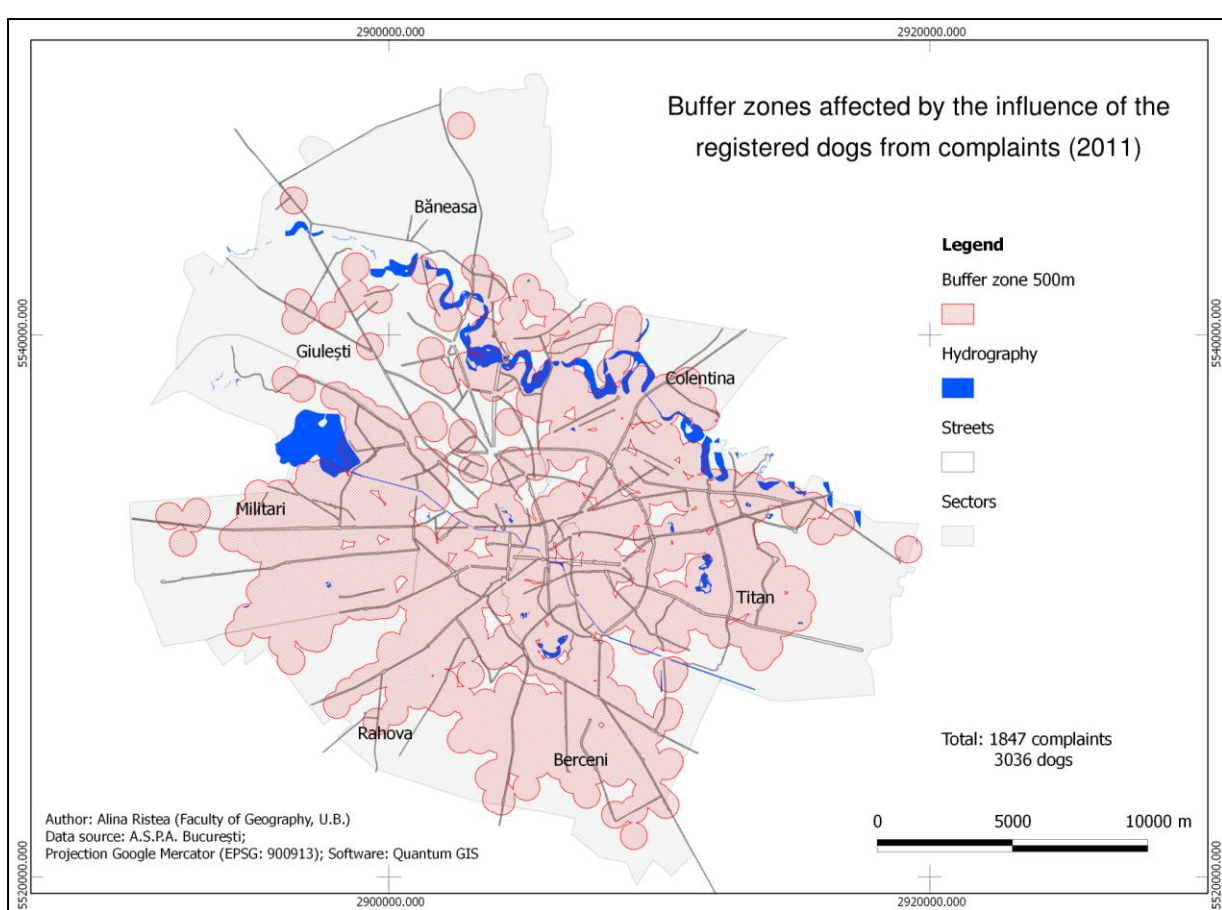 2900000.000
2920000.000
Buffer zones affected by the influence of the
registered dogs from complaints (2011)
Băneasa
Legend
Buffer zone 500m
5540000.000
5540000.000
Giulești
Hydrography
Colentina
Streets
Militari
Sectors
Titan
Rahova
Berceni
Total: 1847 complaints
3036 dogs
Author: Alina Ristea (Faculty of Geography, U.B.)
Data source: A.S.P.A. București;
Projection Google Mercator (EPSG: 900913); Software: Quantum GIS
0
5000
10000 m
5520000.000
5520000.000
2900000.000
2920000.000